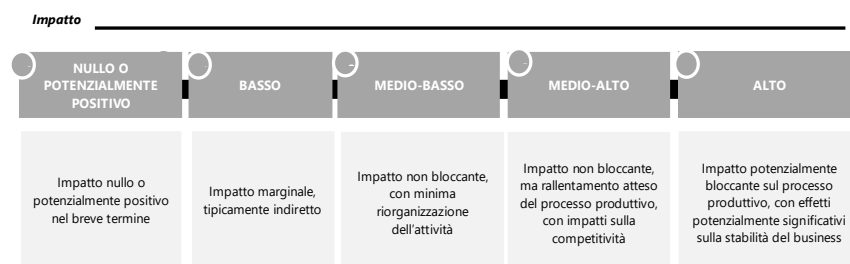 Impatto
NULLO O
POTENZIALMENTE
POSITIVO
BASSO
MEDIO-BASSO
MEDIO-ALTO
ALTO
Impatto nullo o
potenzialmente positivo
nel breve termine
Impatto marginale,
tipicamente indiretto
Impatto non bloccante,
con minima
riorganizzazione
dell'attività
Impatto non bloccante,
ma rallentamento atteso
del processo produttivo,
con impatti sulla
competitività
Impatto potenzialmente
bloccante sul processo
produttivo, con effetti
potenzialmente significativi
sulla stabilità del business